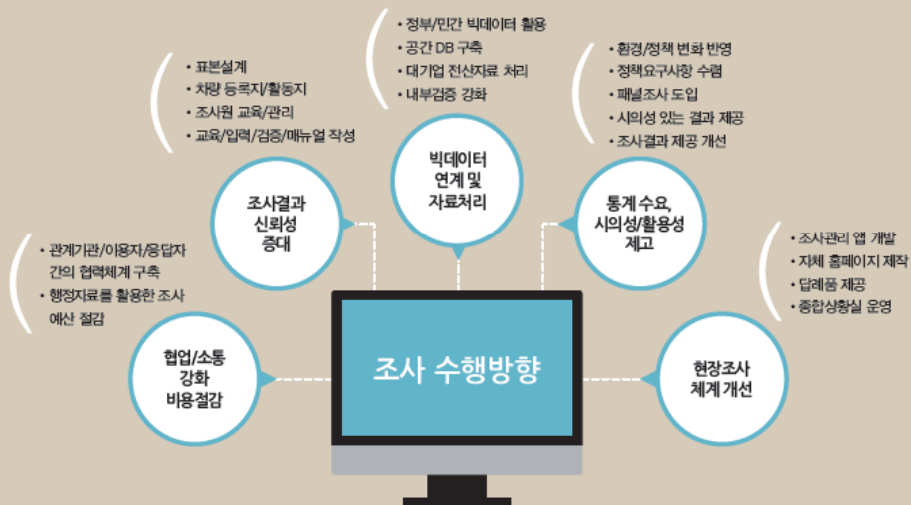 • 관계기관/이용자/응답자
간의 협력체계 구축
• 행정자료를 활용한 조사
예산 절감
협업/소통
강화
비용절감
• 표본설계
• 차량 등록지/활동지
• 조사원 교육/관리
• 교육/입력/검증/매뉴얼 작성
조사결과
신뢰성
증대
• 정부/민간 빅데이터 활용
• 공간 DB 구축
• 대기업 전산자료 처리
• 내부검증 강화
빅데이터
연계 및
자료처리
• 환경/정책 변화 반영
• 정책요구사항 수렴
• 패널조사 도입
• 시의성 있는 결과 제공
• 조사결과 제공 개선
통계 수요,
시의성/활용성
제고
• 조사관리 앱 개발
• 자체 홈페이지 제작
• 답례품 제공
• 종합상황실 운영
현장조사
체계 개선
조사 수행방향